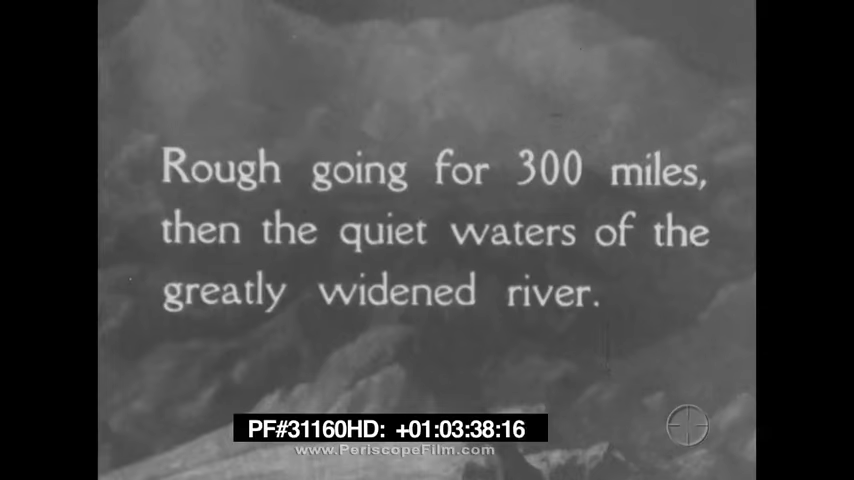 Rough going for 300 miles,
then the quiet waters of the
greatly widened river.
PF#31160HD: +01:03:38:16
www.PeriscopeFilm.com